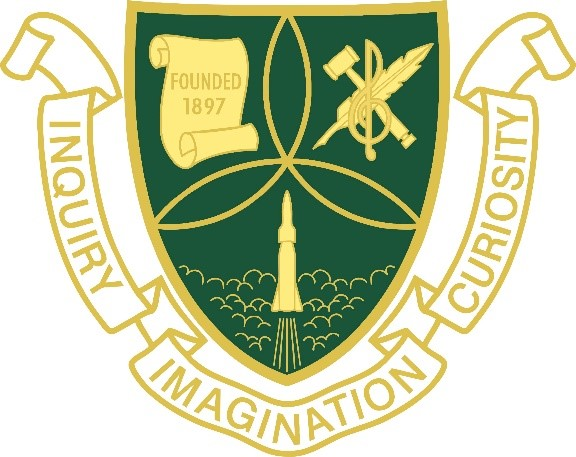 FOUNDED
1897
INQUIRY
IMAGINATION
CURIOSITY